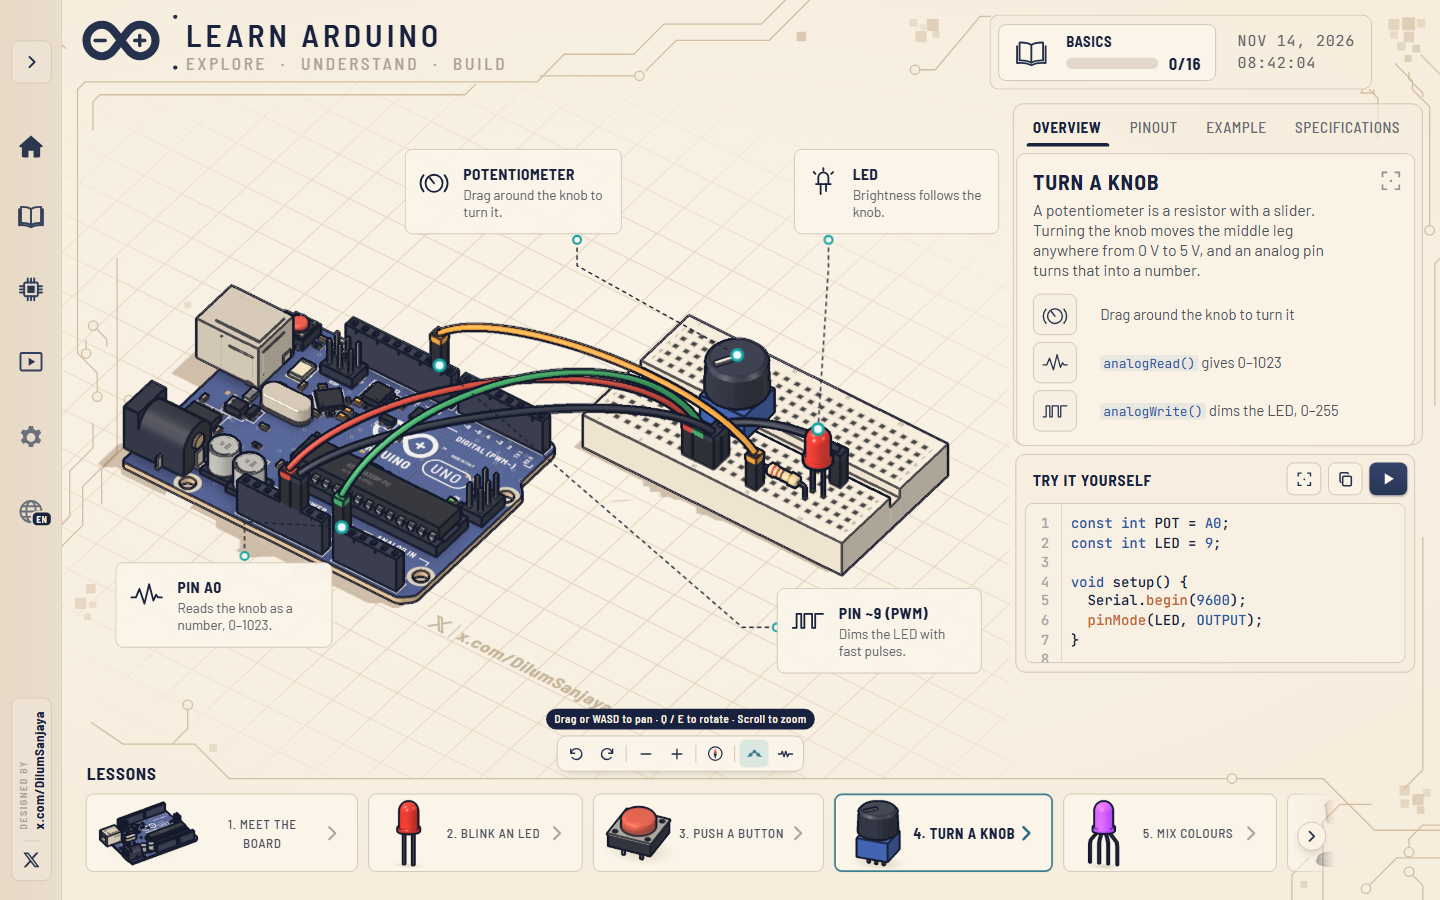 LEARN ARDUINO
EXPLORE · UNDERSTAND · BUILD
BASICS
0/16
NOV 14, 2026
08:42:04
OVERVIEW
PINOUT
EXAMPLE
SPECIFICATIONS
POTENTIOMETER
Drag around the knob to
turn it.
LED
Brightness follows the
knob.
TURN A KNOB
A potentiometer is a resistor with a slider.
Turning the knob moves the middle leg
anywhere from 0 V to 5 V, and an analog pin
turns that into a number.
Drag around the knob to turn it
analogRead() gives 0–1023
analogWrite() dims the LED, 0–255
DIGITAL (PWM~)
UNO
ANALOG IN
EN
TRY IT YOURSELF
1 const int POT = A0;
2 const int LED = 9;
3
4 void setup() {
5 Serial.begin(9600);
6 pinMode(LED, OUTPUT);
7 }
8
PIN A0
Reads the knob as a
number, 0–1023.
PIN ~9 (PWM)
Dims the LED with
fast pulses.
x.com/DilumSanjaya
Drag or WASD to pan · Q / E to rotate · Scroll to zoom
DESIGNED BY
x.com/DilumSanjaya
LESSONS
1. MEET THE
BOARD
2. BLINK AN LED
3. PUSH A BUTTON
4. TURN A KNOB
5. MIX COLOURS